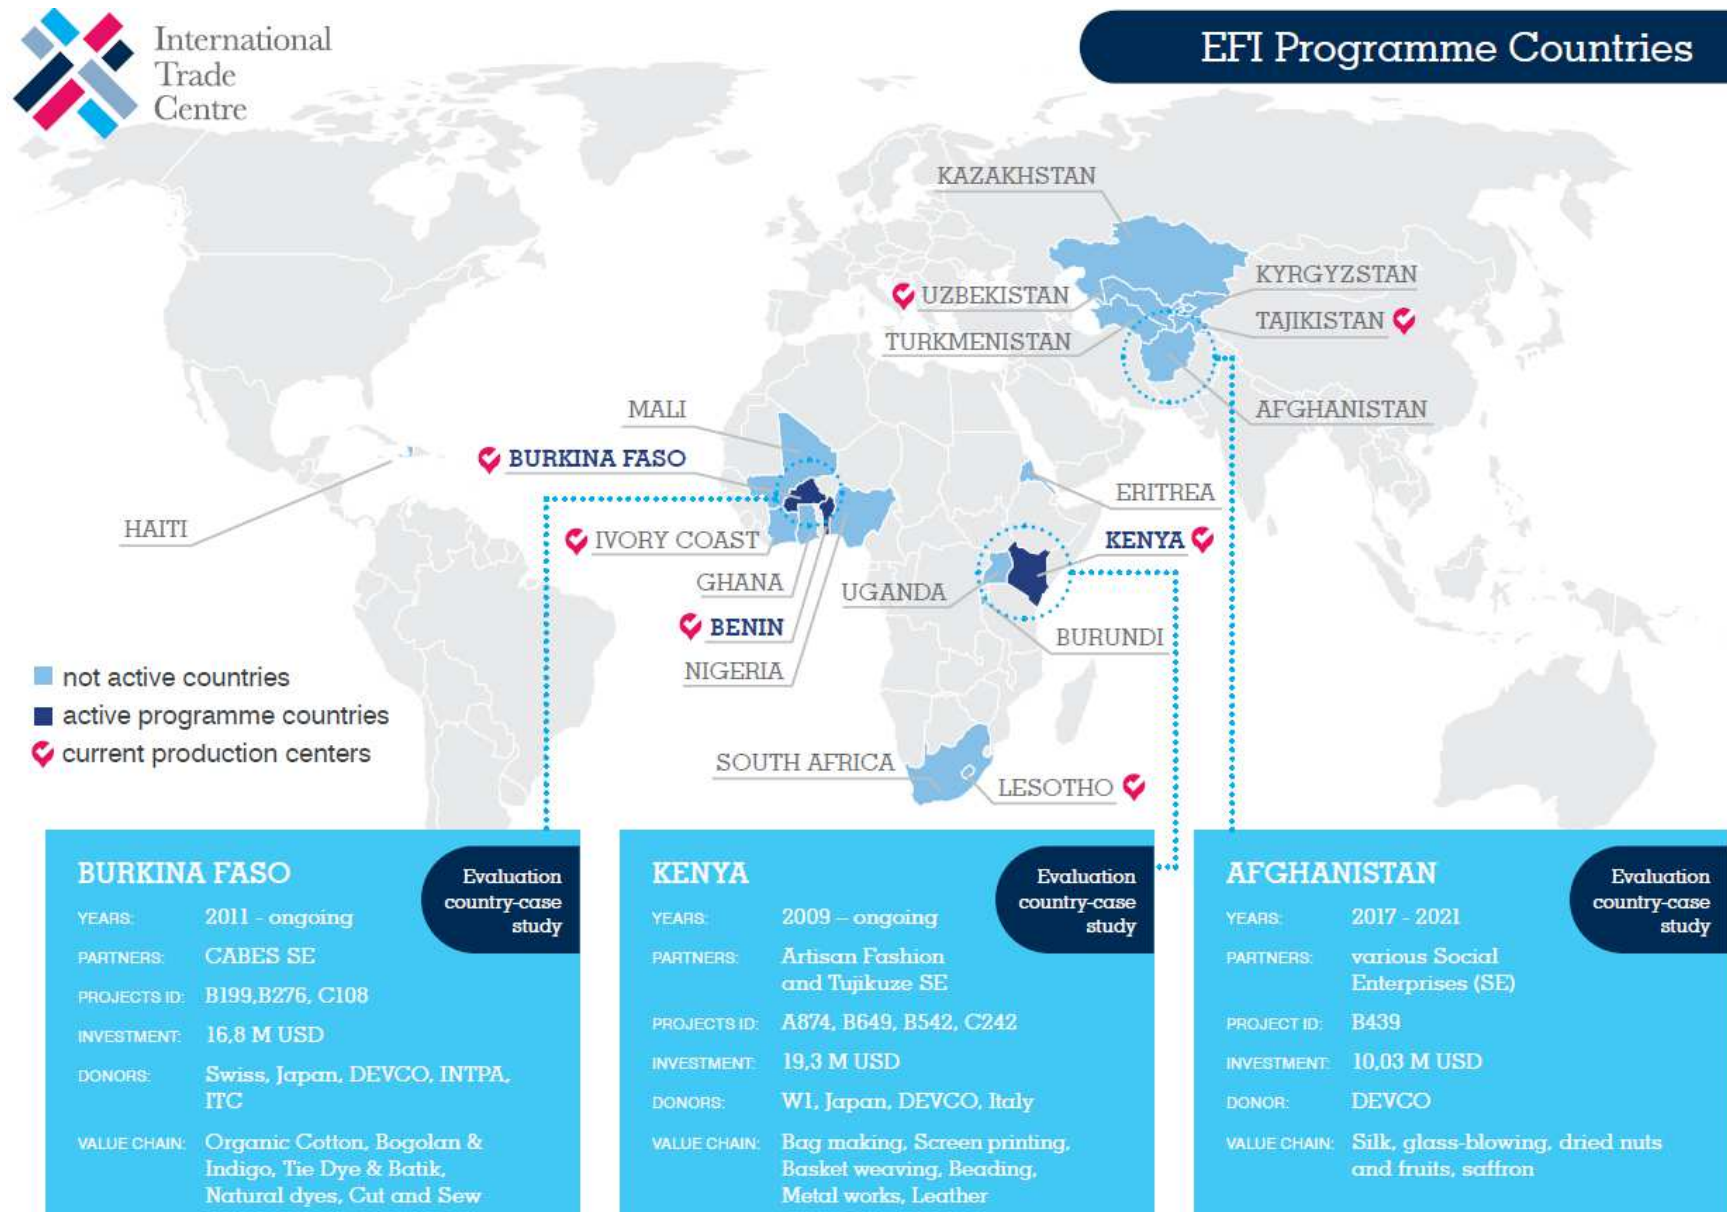 International
Trade
Centre
EFI Programme Countries
KAZAKHSTAN
KYRGYZSTAN
UZBEKISTAN
TAJIKISTAN
TURKMENISTAN
MALI
AFGHANISTAN
BURKINA FASO
ERITREA
HAITI
IVORY COAST
KENYA
GHANA
UGANDA
BENIN
BURUNDI
NIGERIA
not active countries
active programme countries
current production centers
SOUTH AFRICA
LESOTHO
BURKINA FASO
Evaluation
country-case
study
YEARS: 2011 - ongoing
PARTNERS: CABES SE
PROJECTS ID: B199,B276, C108
INVESTMENT: 16,8 M USD
DONORS: Swiss, Japan, DEVCO, INTPA,
ITC
VALUE CHAIN: Organic Cotton, Bogolan &
Indigo, Tie Dye & Batik,
Natural dyes, Cut and Sew
KENYA
Evaluation
country-case
study
YEARS: 2009 – ongoing
PARTNERS: Artisan Fashion
and Tujikuze SE
PROJECTS ID: A874, B649, B542, C242
INVESTMENT: 19,3 M USD
DONORS: W1, Japan, DEVCO, Italy
VALUE CHAIN: Bag making, Screen printing,
Basket weaving, Beading,
Metal works, Leather
AFGHANISTAN
Evaluation
country-case
study
YEARS: 2017 - 2021
PARTNERS: various Social
Enterprises (SE)
PROJECT ID: B439
INVESTMENT: 10,03 M USD
DONOR: DEVCO
VALUE CHAIN: Silk, glass-blowing, dried nuts
and fruits, saffron